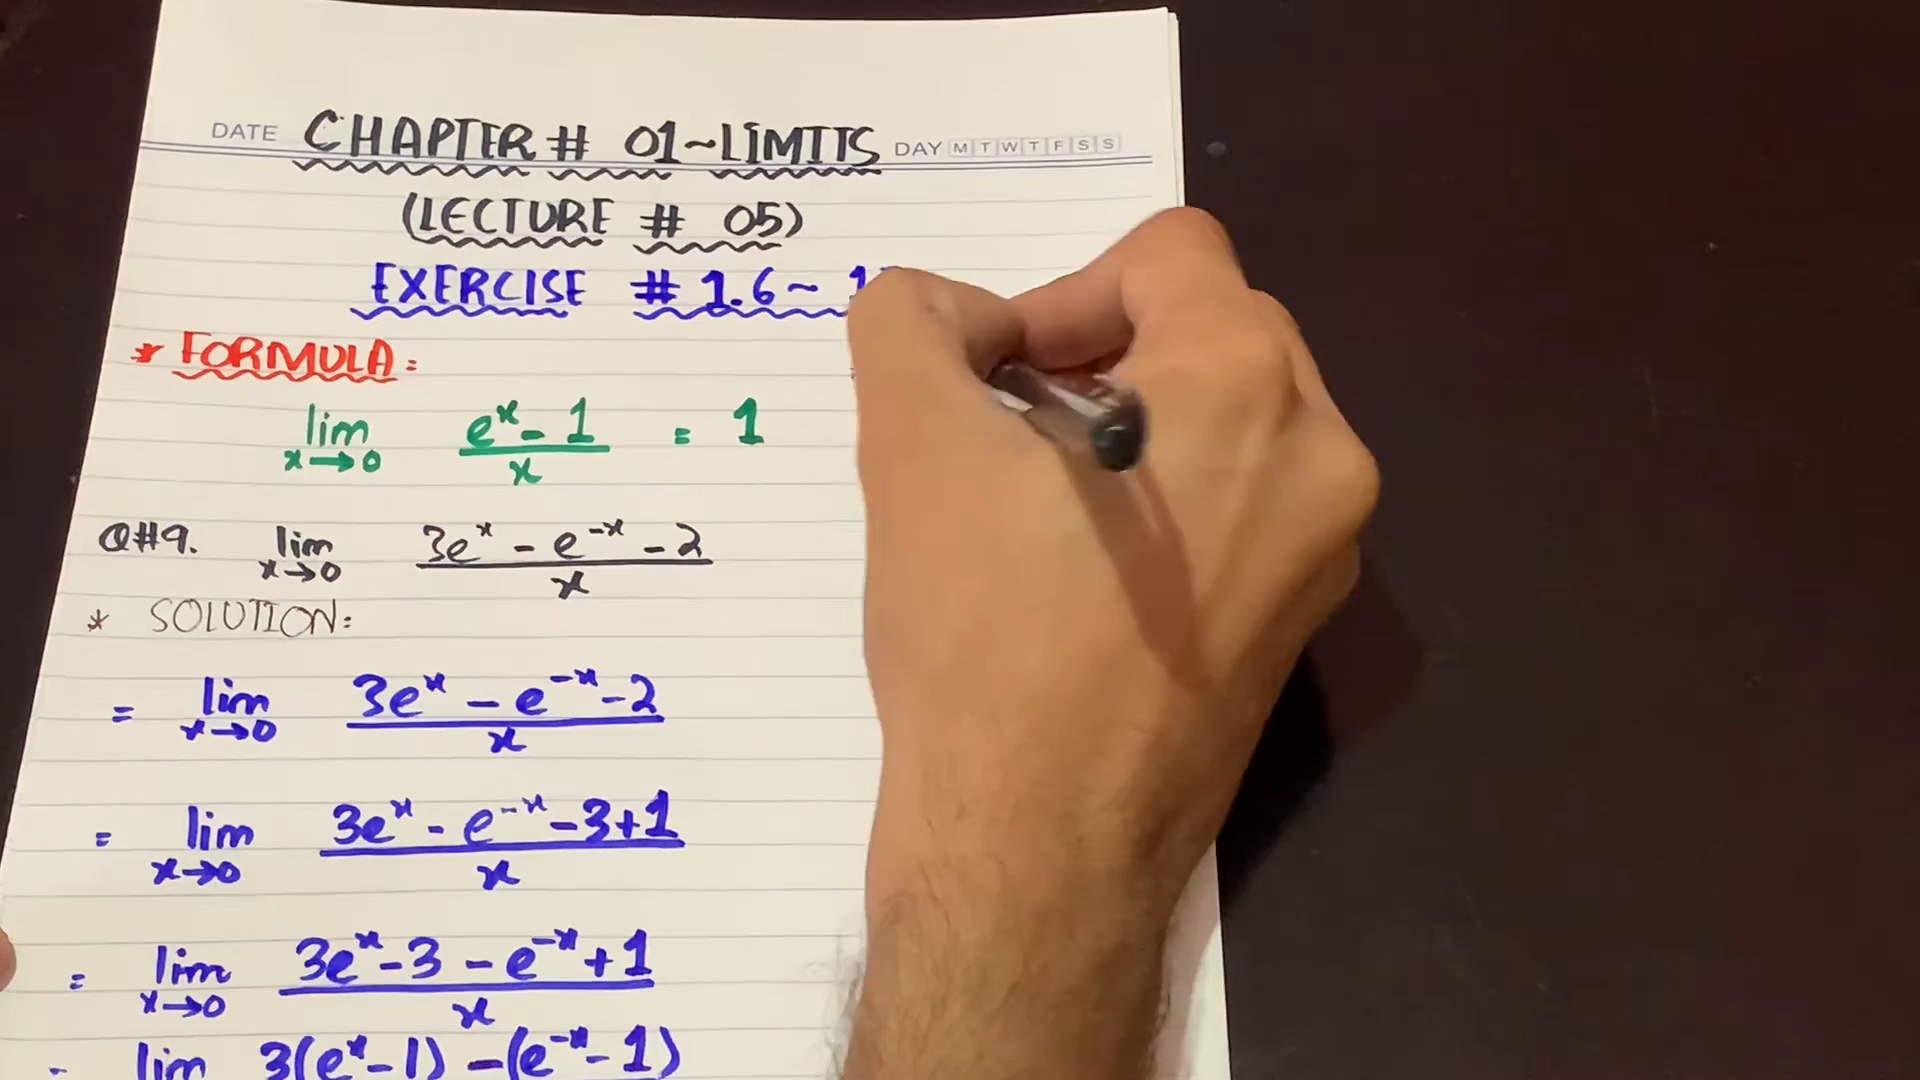 DATE CHAPTER # 01~LIMITS DAY M T W T F S S
(LECTURE # 05)
EXERCISE # 1.6~
* FORMULA:
lim x→0 (e^x - 1)/x = 1
Q#9. lim x→0 (3e^x - e^-x - 2)/x
* SOLUTION:
= lim x→0 (3e^x - e^-x - 2)/x
= lim x→0 (3e^x - e^-x - 3+1)/x
= lim x→0 (3e^x - 3 - e^-x + 1)/x
= lim 3(e^x - 1) - (e^-x - 1)